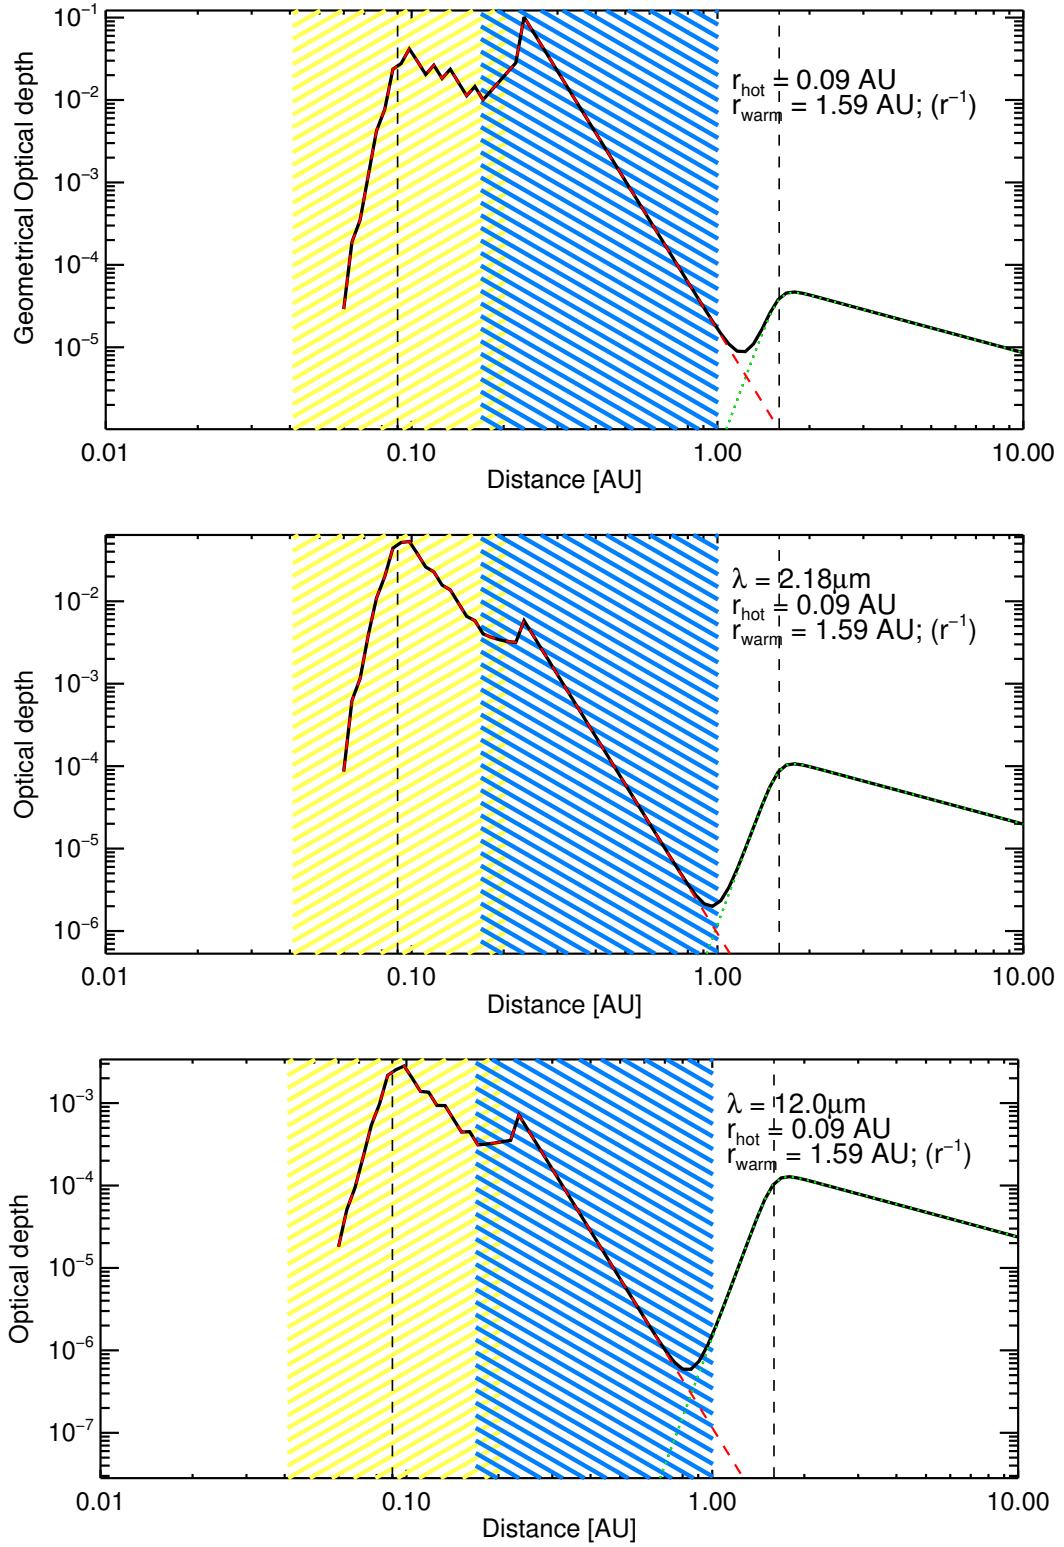 Geometrical Optical depth
10⁻¹
10⁻²
10⁻³
10⁻⁴
10⁻⁵
r_hot = 0.09 AU
r_warm = 1.59 AU; (r⁻¹)
0.01 0.10 1.00 10.00
Distance [AU]
Optical depth
10⁻²
10⁻³
10⁻⁴
10⁻⁵
10⁻⁶
λ = 2.18μm
r_hot = 0.09 AU
r_warm = 1.59 AU; (r⁻¹)
0.01 0.10 1.00 10.00
Distance [AU]
Optical depth
10⁻³
10⁻⁴
10⁻⁵
10⁻⁶
10⁻⁷
λ = 12.0μm
r_hot = 0.09 AU
r_warm = 1.59 AU; (r⁻¹)
0.01 0.10 1.00 10.00
Distance [AU]